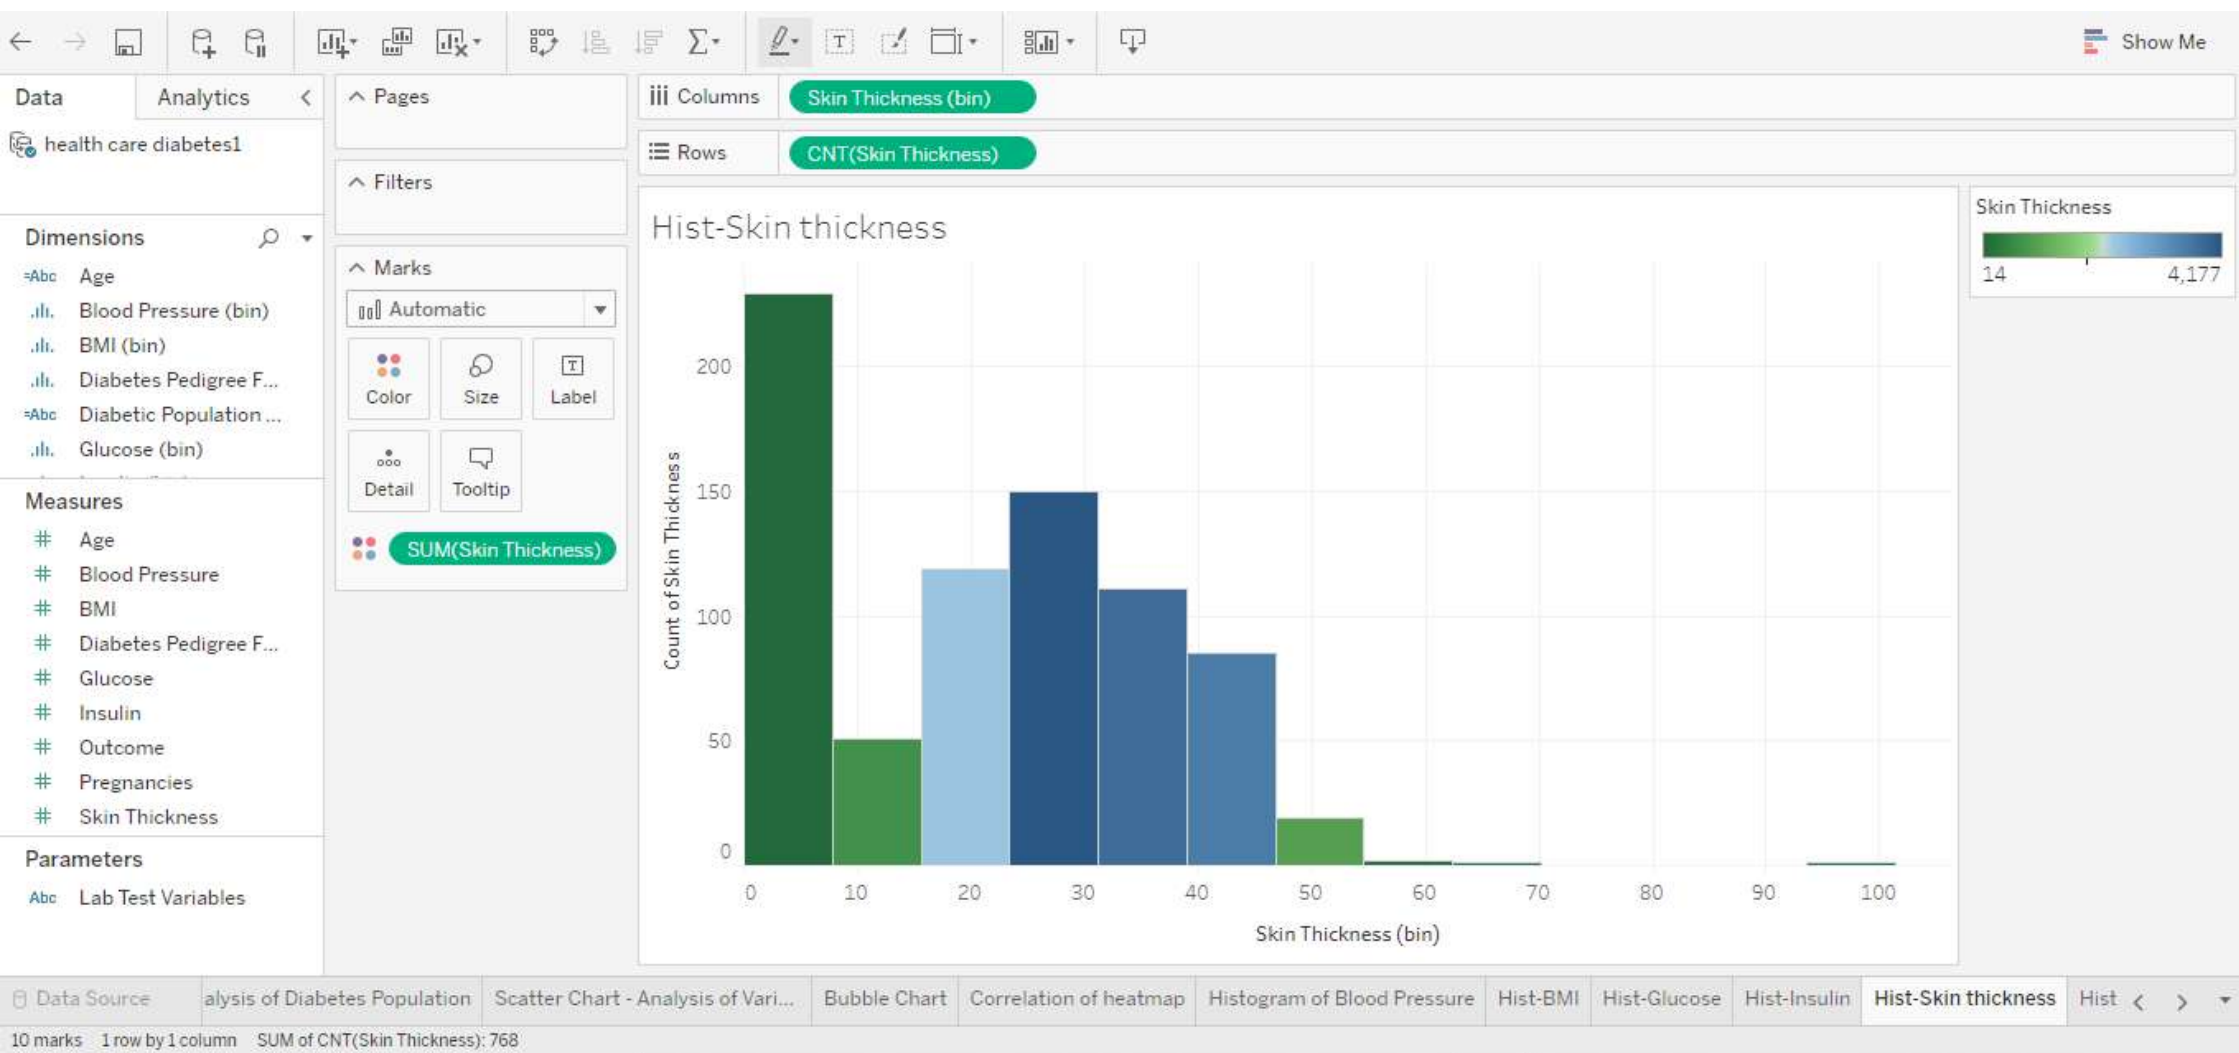 Show Me
Data
Analytics
health care diabetes1
Dimensions
Abc Age
Blood Pressure (bin)
BMI (bin)
Diabetes Pedigree F...
Abc Diabetic Population ...
Glucose (bin)
Measures
# Age
# Blood Pressure
# BMI
# Diabetes Pedigree F...
# Glucose
# Insulin
# Outcome
# Pregnancies
# Skin Thickness
Parameters
Abc Lab Test Variables
Pages
Filters
Marks
Automatic
Color
Size
Label
Detail
Tooltip
SUM(Skin Thickness)
Columns
Skin Thickness (bin)
Rows
CNT(Skin Thickness)
Hist-Skin thickness
Count of Skin Thickness
200
150
100
50
0
0 10 20 30 40 50 60 70 80 90 100
Skin Thickness (bin)
Skin Thickness
14 4,177
Data Source
alysis of Diabetes Population
Scatter Chart - Analysis of Vari...
Bubble Chart
Correlation of heatmap
Histogram of Blood Pressure
Hist-BMI
Hist-Glucose
Hist-Insulin
Hist-Skin thickness
Hist
10 marks 1 row by 1 column SUM of CNT(Skin Thickness): 768